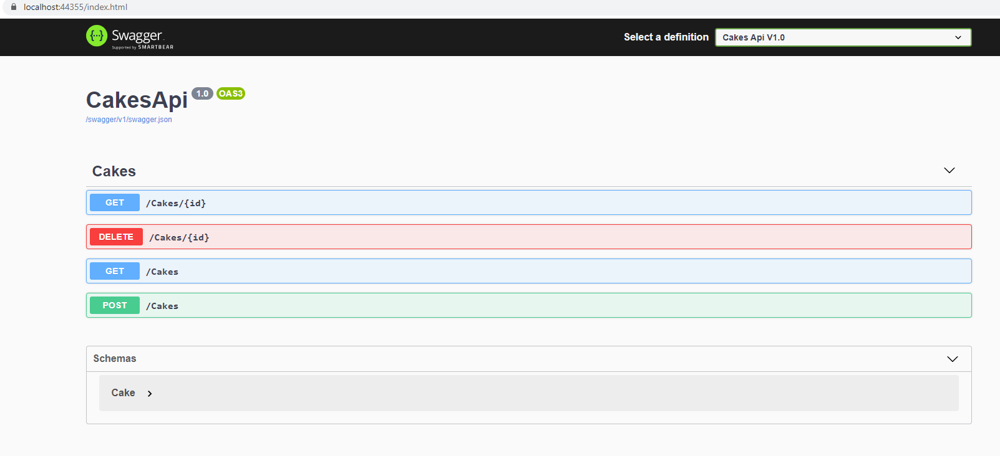 localhost:44355/index.html
{···} Swagger.
Supported by SMARTBEAR
Select a definition
Cakes Api V1.0
CakesApi 1.0 OAS3
/swagger/v1/swagger.json
Cakes
GET /Cakes/{id}
DELETE /Cakes/{id}
GET /Cakes
POST /Cakes
Schemas
Cake